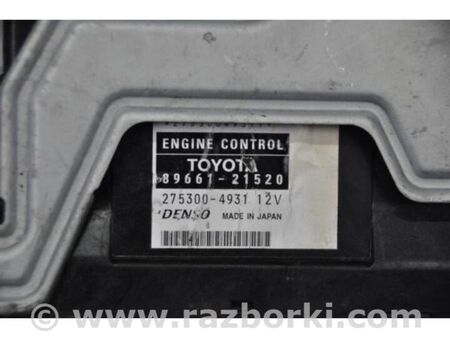 ENGINE CONTROL
TOYOTA
89661-21520
275300-4931 12V
DENSO MADE IN JAPAN
www.razborki.com